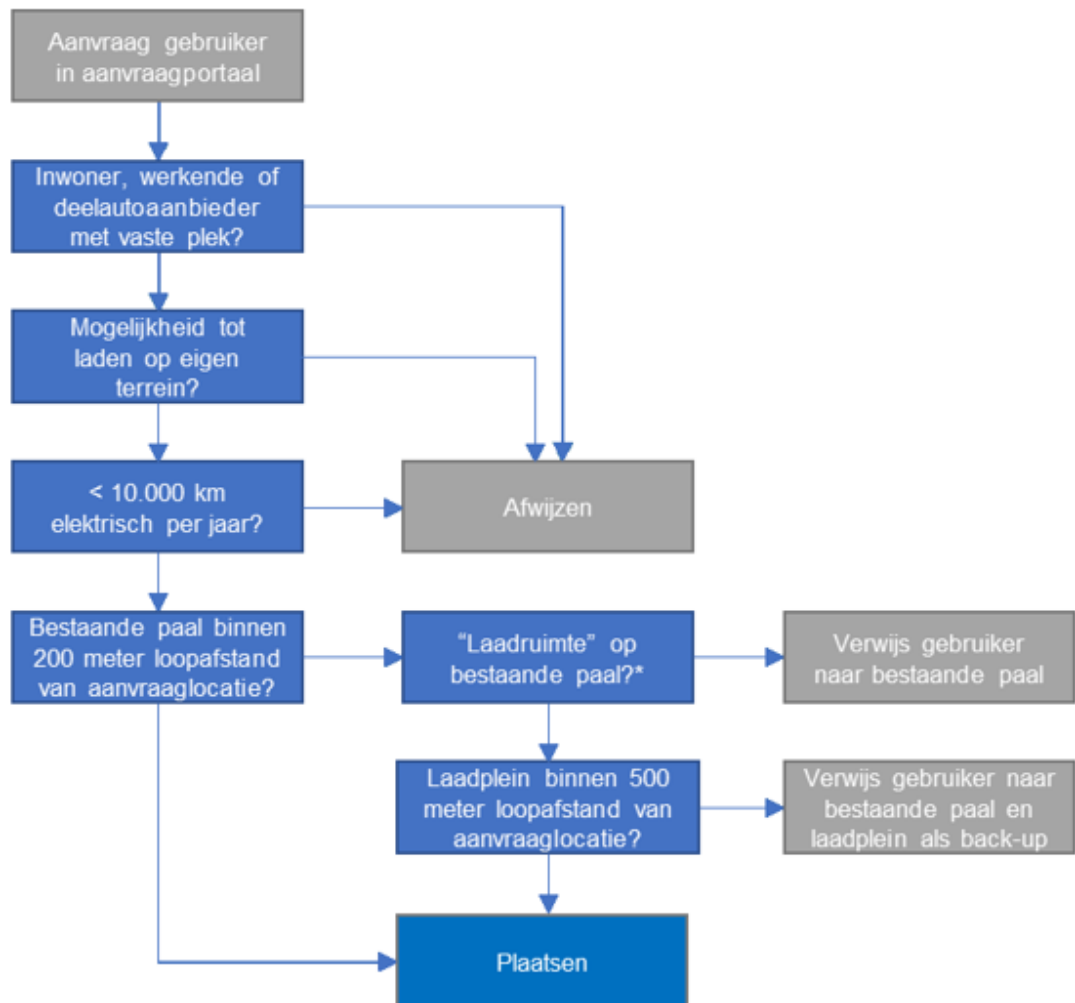 Aanvraag gebruiker
in aanvraagportaal
Inwoner, werkende of
deelautoaanbieder
met vaste plek?
Mogelijkheid tot
laden op eigen
terrein?
< 10.000 km
elektrisch per jaar?
Afwijzen
Bestaande paal binnen
200 meter loopafstand
van aanvraaglocatie?
“Laadruimte” op
bestaande paal?*
Verwijs gebruiker
naar bestaande paal
Laadplein binnen 500
meter loopafstand van
aanvraaglocatie?
Verwijs gebruiker naar
bestaande paal en
laadplein als back-up
Plaatsen